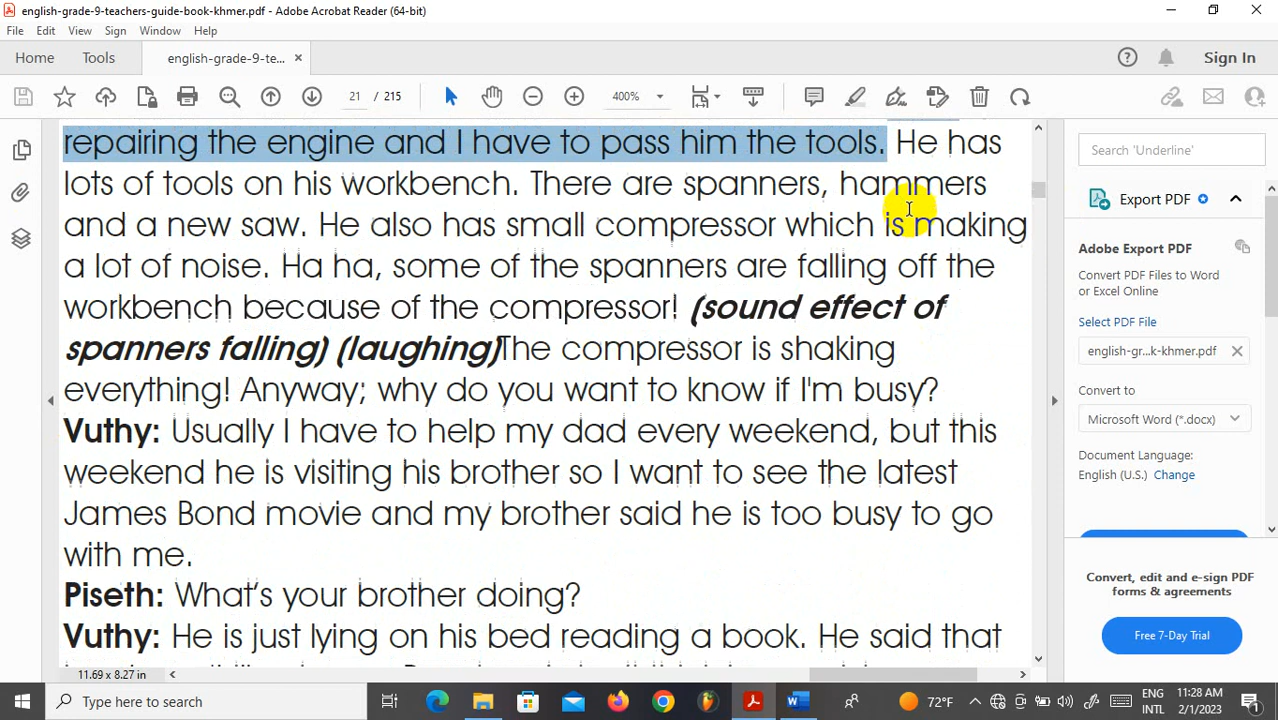 english-grade-9-teachers-guide-book-khmer.pdf - Adobe Acrobat Reader (64-bit)
File Edit View Sign Window Help
Home Tools english-grade-9-te... × Sign In
21 / 215 400%
repairing the engine and I have to pass him the tools. He has
lots of tools on his workbench. There are spanners, hammers
and a new saw. He also has small compressor which is making
a lot of noise. Ha ha, some of the spanners are falling off the
workbench because of the compressor! (sound effect of
spanners falling) (laughing)The compressor is shaking
everything! Anyway; why do you want to know if I'm busy?
Vuthy: Usually I have to help my dad every weekend, but this
weekend he is visiting his brother so I want to see the latest
James Bond movie and my brother said he is too busy to go
with me.
Piseth: What's your brother doing?
Vuthy: He is just lying on his bed reading a book. He said that
11.69 x 8.27 in
Search 'Underline'
Export PDF
Adobe Export PDF
Convert PDF Files to Word
or Excel Online
Select PDF File
english-gr...k-khmer.pdf
Convert to
Microsoft Word (*.docx)
Document Language:
English (U.S.) Change
Convert, edit and e-sign PDF
forms & agreements
Free 7-Day Trial
Type here to search
72°F
ENG
INTL
11:28 AM
2/1/2023
1